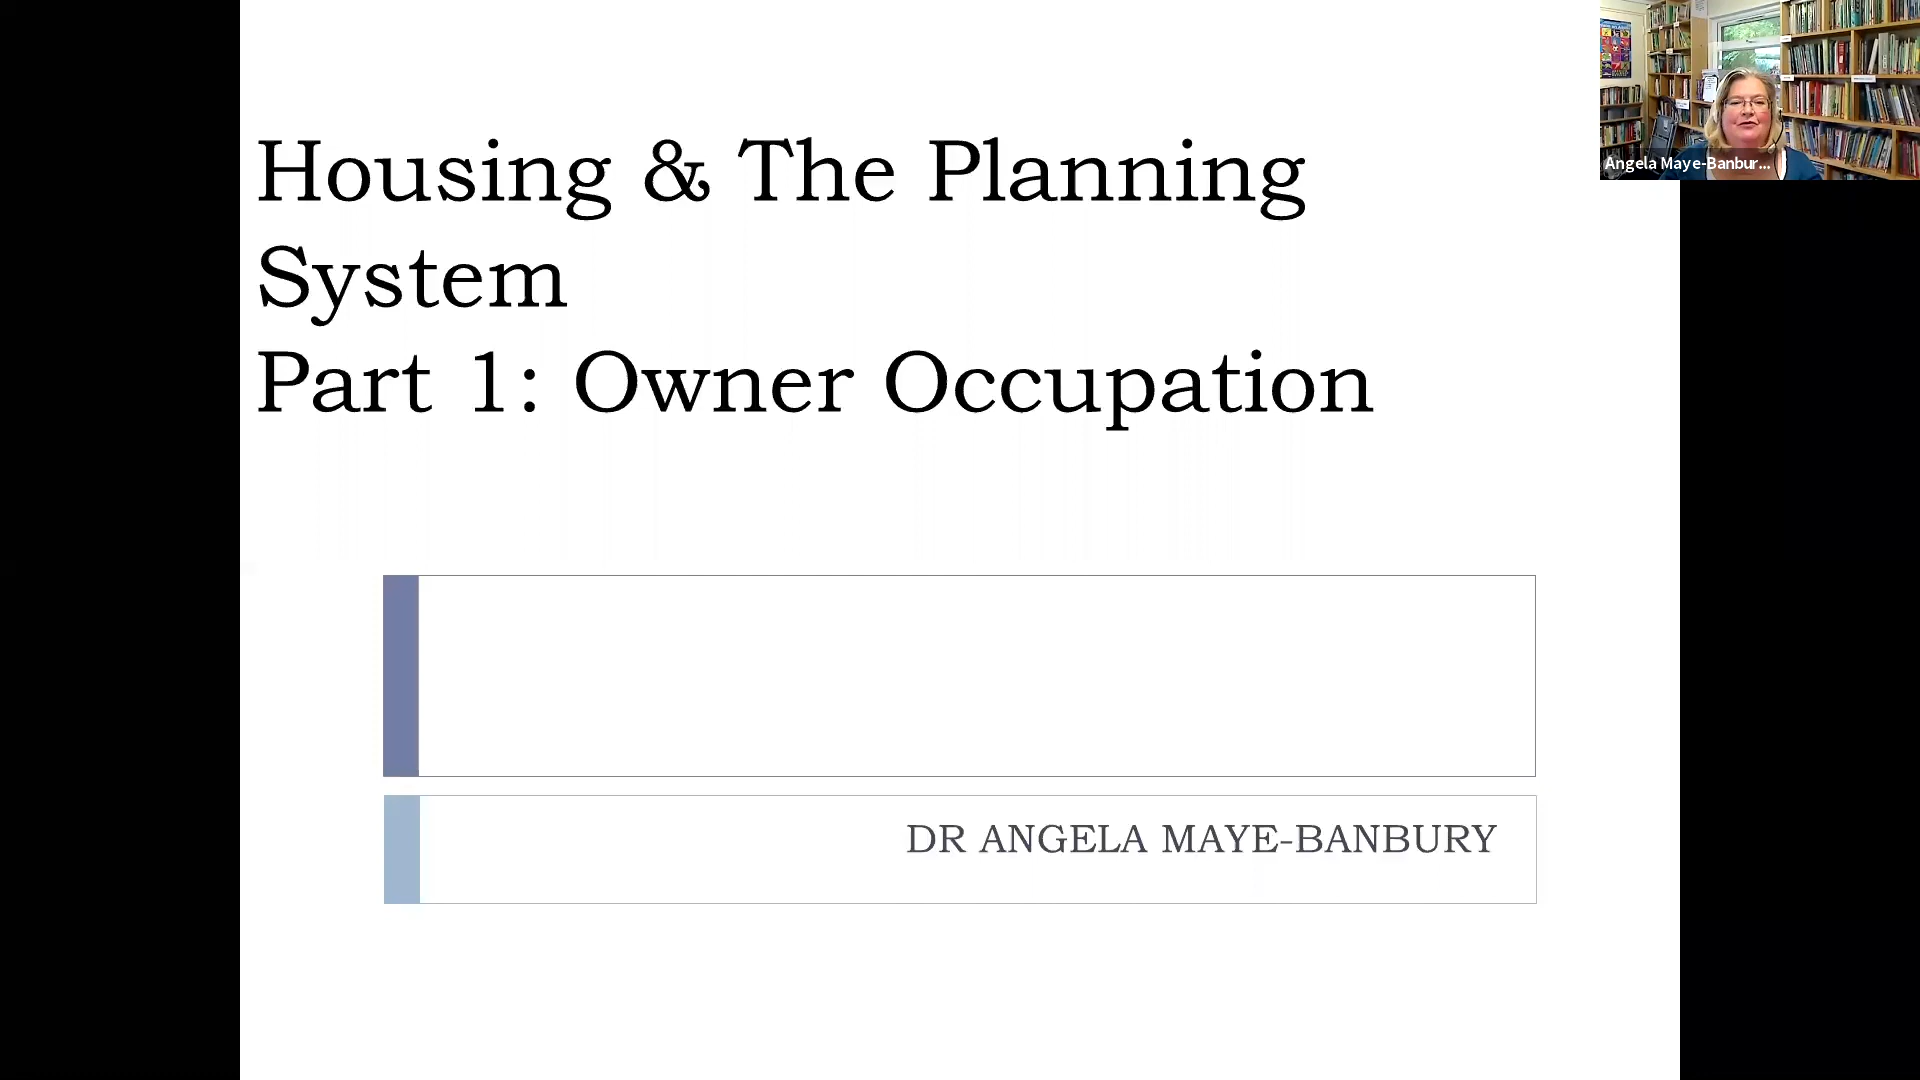 Housing & The Planning
System
Part 1: Owner Occupation
DR ANGELA MAYE-BANBURY
Angela Maye-Banbur...